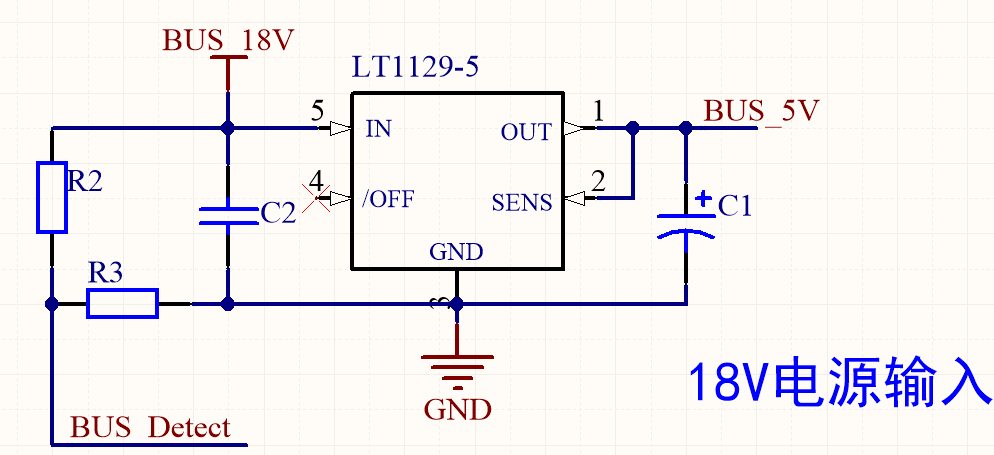 BUS_18V
LT1129-5
5
IN
1
OUT
BUS_5V
R2
4
/OFF
2
SENS
C2
C1
GND
R3
3
18V电源输入
GND
BUS_Detect